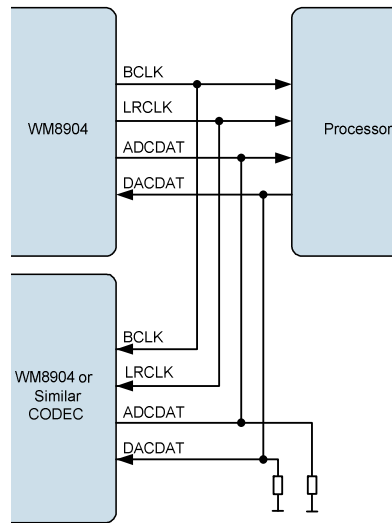 BCLK
LRCLK
WM8904
Processor
ADCDAT
DACDAT
BCLK
LRCLK
WM8904 or
Similar
CODEC
ADCDAT
DACDAT